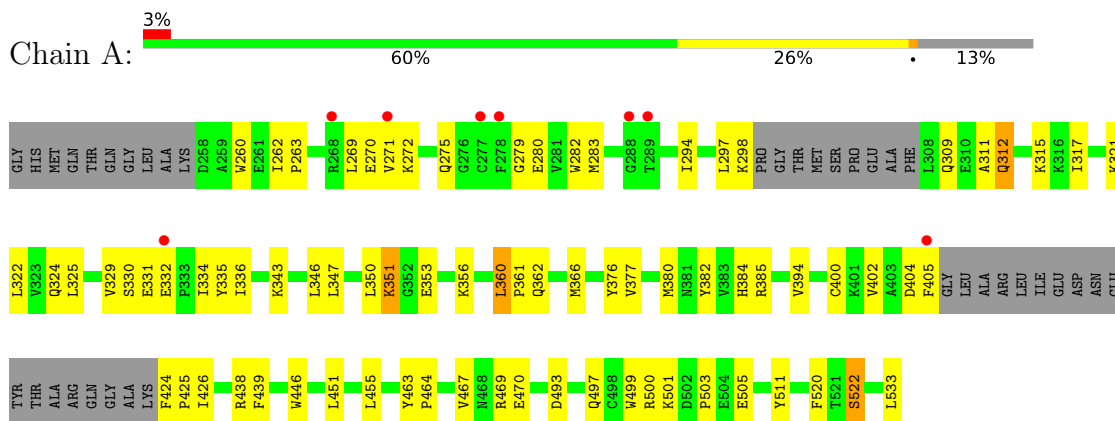 3%
Chain A:
60% 26% • 13%
GLY HIS MET GLN THR GLN GLY LEU ALA LYS D258 A259 W260 E261 I262 P263 R268 L269 E270 V271 K272 Q275 G276 C277 F278 G279 E280 V281 W282 M283 G288 T289 I294 L297 K298 PRO GLY THR MET SER PRO GLU ALA PHE L308 Q309 E310 A311 Q312 K315 K316 I317 K321
L322 V323 Q324 L325 V329 S330 E331 E332 P333 I334 Y335 I336 K343 L346 L347 L350 K351 G352 E353 K356 L360 P361 Q362 M366 Y376 V377 M380 N381 Y382 V383 H384 R385 V394 C400 K401 V402 A403 D404 F405 GLY LEU ALA ARG LEU ILE GLU ASP ASN GLU
TYR THR ALA ARG GLN GLY ALA LYS F424 P425 I426 R438 F439 W446 L451 L455 Y463 P464 V467 N468 R469 E470 D493 Q497 C498 W499 R500 K501 D502 P503 E504 E505 Y511 F520 T521 S522 L533